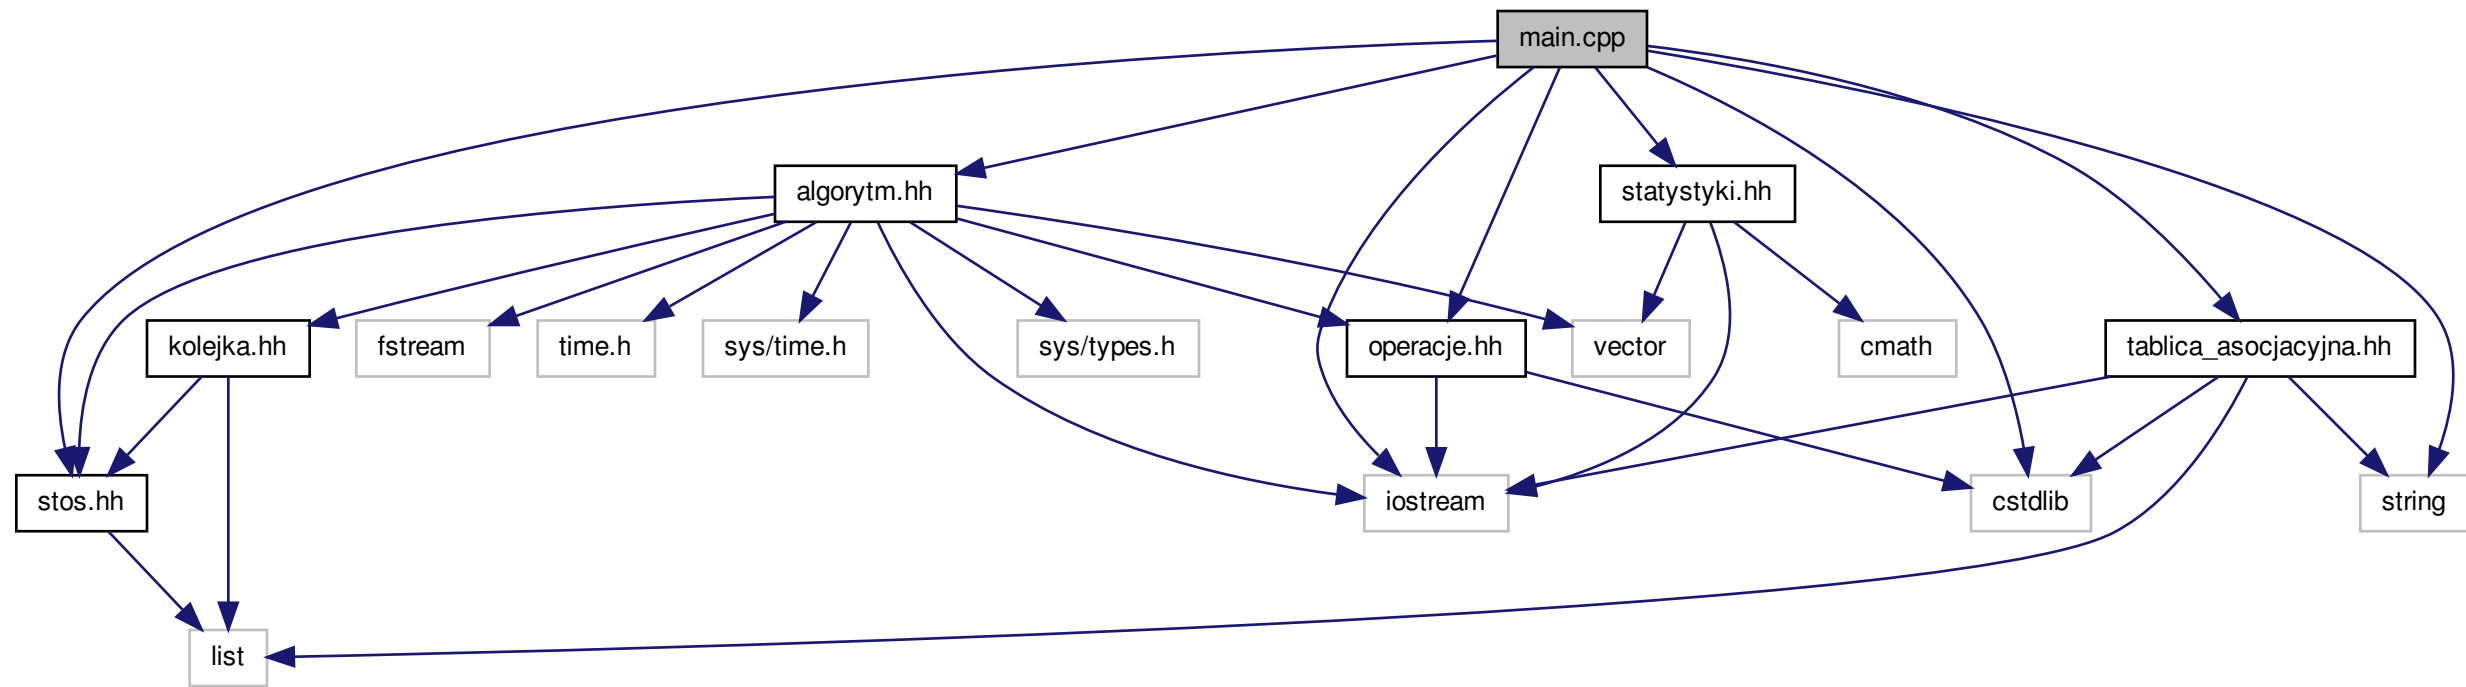 main.cpp
algorytm.hh
statystyki.hh
kolejka.hh
fstream
time.h
sys/time.h
sys/types.h
operacje.hh
vector
cmath
tablica_asocjacyjna.hh
stos.hh
iostream
cstdlib
string
list